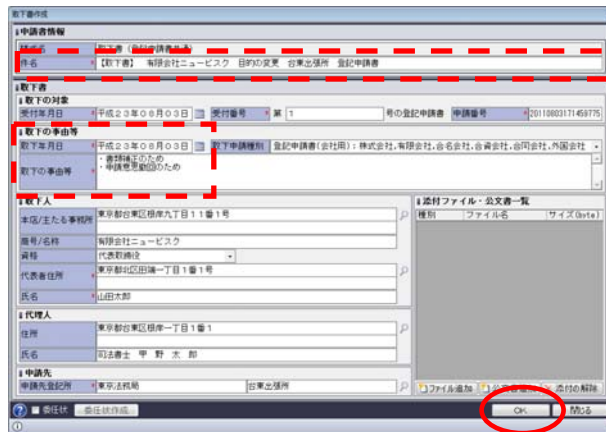 取下書作成
申請書情報
様式名 取下書（登記申請書共通）
件名 【取下書】 有限会社ニュービスク 目的の変更 台東出張所 登記申請書
取下書
取下の対象
受付年月日 平成23年08月03日 受付番号 第 1 号の登記申請書 申請番号 20110803171459775
取下の事由等
取下年月日 平成23年08月03日 取下申請種別 登記申請書(会社用)：株式会社,有限会社,合名会社,合資会社,合同会社,外国会社
取下の事由等 ・書類補正のため
・申請意思撤回のため
取下人
本店/主たる事務所 東京都台東区根岸九丁目11番1号
商号/名称 有限会社ニュービスク
資格 代表取締役
代表者住所 東京都北区田端一丁目1番1号
氏名 山田太郎
添付ファイル・公文書一覧
種別 ファイル名 サイズ(byte)
代理人
住所 東京都台東区根岸一丁目1番1
氏名 司法書士 甲 野 太 郎
申請先
申請先登記所 東京法務局 台東出張所
ファイル追加 添付の解除
委任状 委任状作成 OK 閉じる